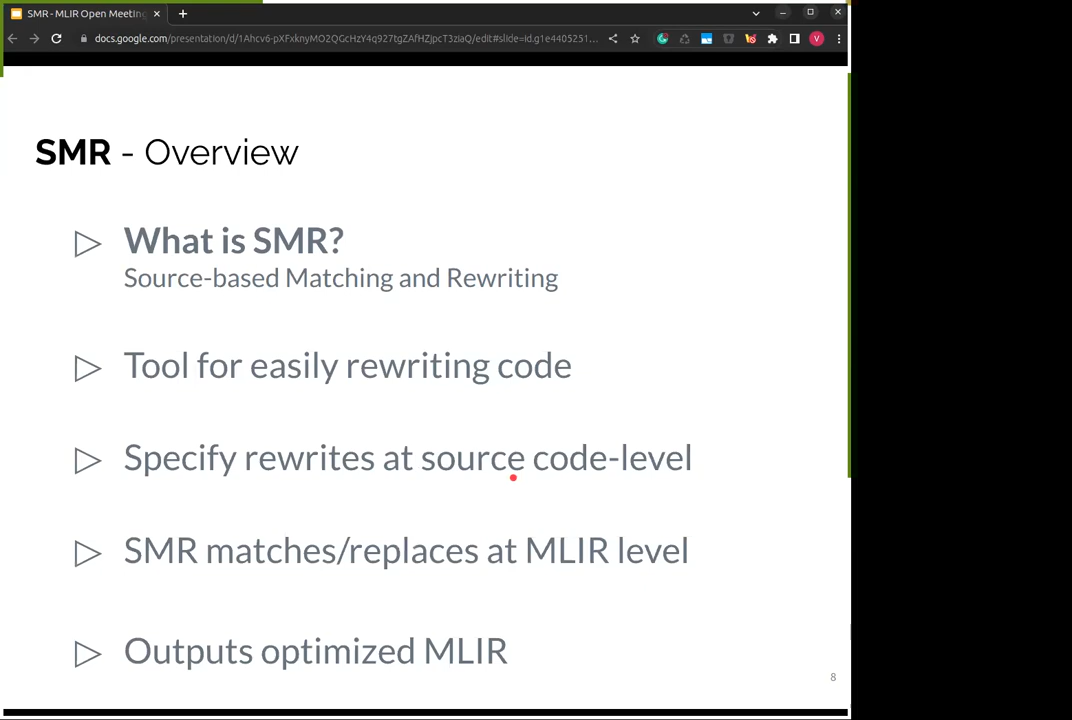 SMR - MLIR Open Meeting
docs.google.com/presentation/d/1Ahcv6-pXFxknyMO2QGcHzY4q927tgZAfHZjpcT3ziaQ/edit#slide=id.g1e4405251...
V
SMR - Overview
What is SMR?
Source-based Matching and Rewriting
Tool for easily rewriting code
Specify rewrites at source code-level
SMR matches/replaces at MLIR level
Outputs optimized MLIR
8